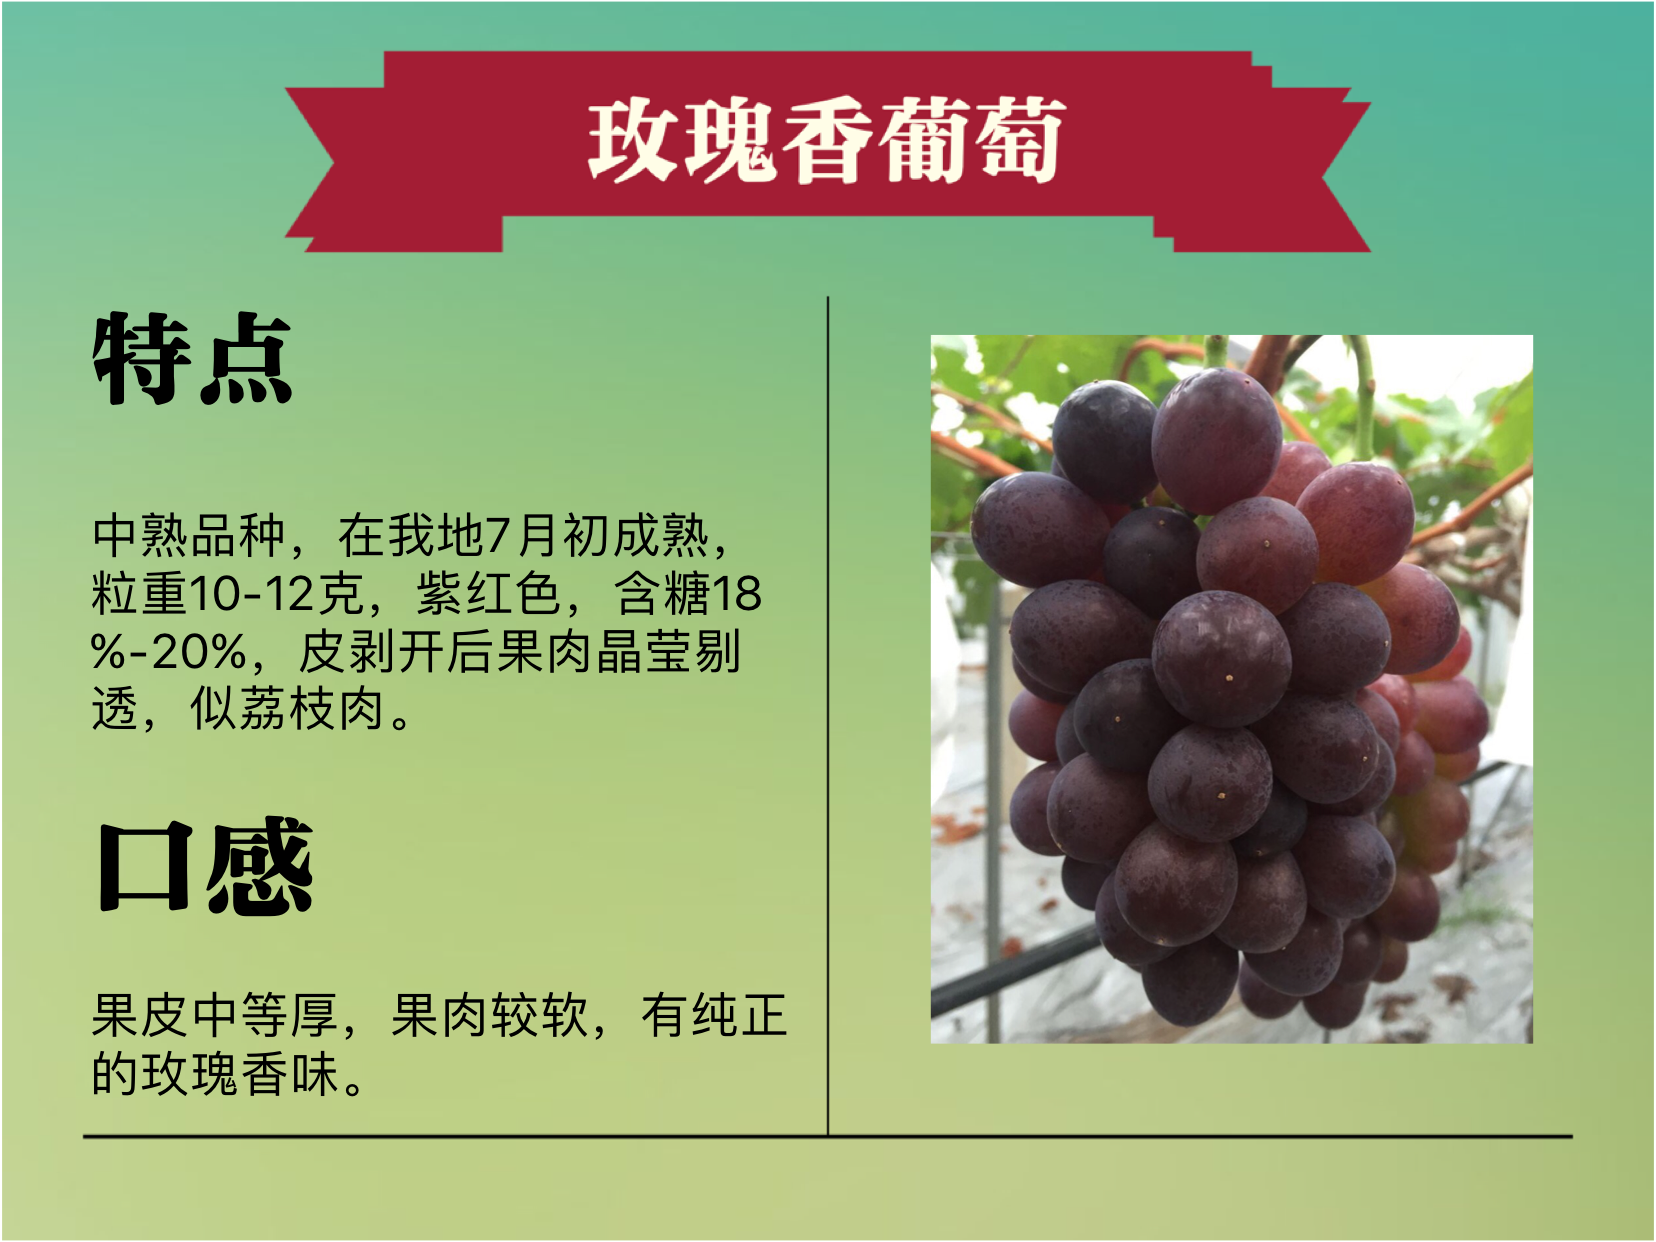 玫瑰香葡萄
特点
中熟品种，在我地7月初成熟，
粒重10-12克，紫红色，含糖18
%-20%，皮剥开后果肉晶莹剔
透，似荔枝肉。
口感
果皮中等厚，果肉较软，有纯正
的玫瑰香味。